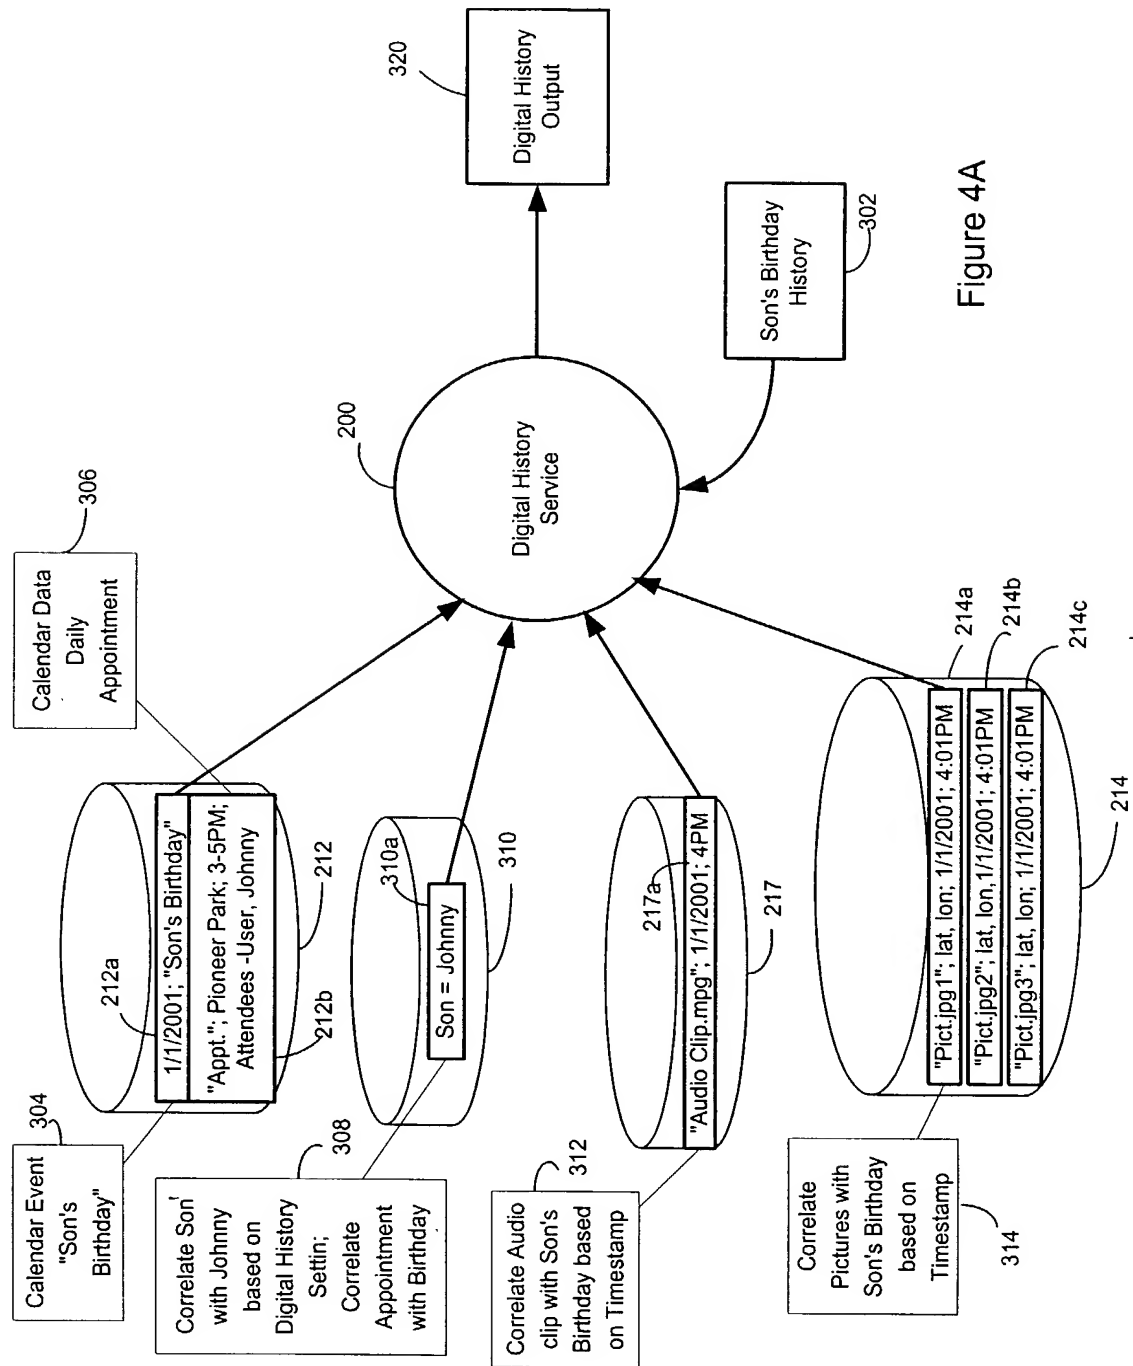 Calendar Event
"Son's
Birthday"
304
Calendar Data
Daily
Appointment
306
212a
1/1/2001; "Son's Birthday"
"Appt."; Pioneer Park; 3-5PM;
Attendees -User, Johnny
212b
212
Correlate Son'
with Johnny
based on
Digital History
Settin;
Correlate
Appointment
with Birthday
308
310a
Son = Johnny
310
Correlate Audio
clip with Son's
Birthday based
on Timestamp
312
217a
"Audio Clip.mpg"; 1/1/2001; 4PM
217
Correlate
Pictures with
Son's Birthday
based on
Timestamp
314
"Pict.jpg1"; lat, lon; 1/1/2001; 4:01PM
"Pict.jpg2"; lat, lon,1/1/2001; 4:01PM
"Pict.jpg3"; lat, lon; 1/1/2001; 4:01PM
214a
214b
214c
214
200
Digital History
Service
Son's Birthday
History
302
320
Digital History
Output
Figure 4A